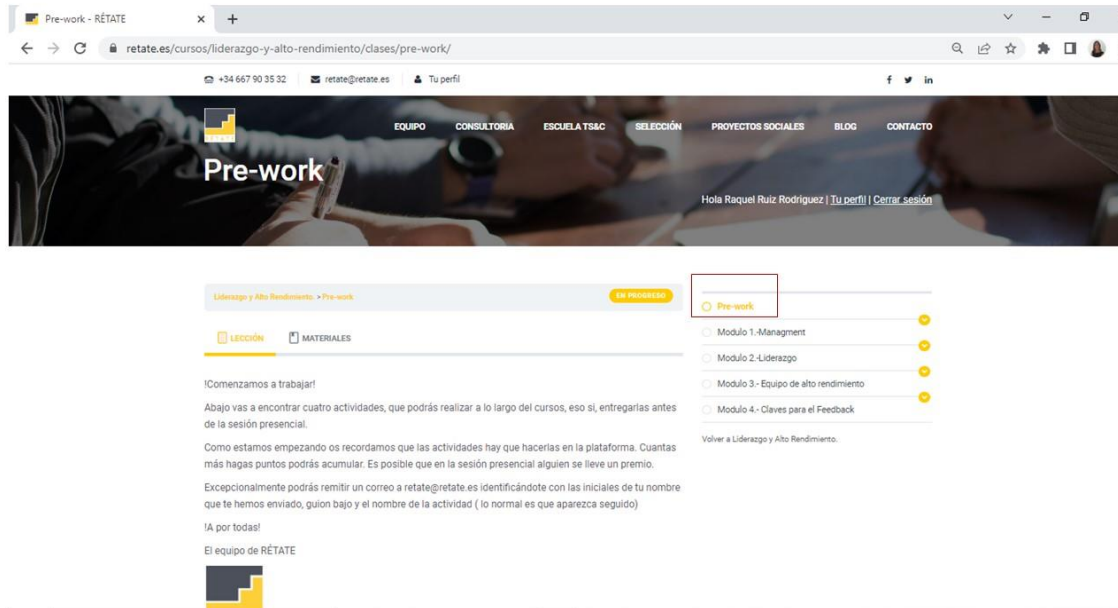 Pre-work - RÉTATE
retate.es/cursos/liderazgo-y-alto-rendimiento/clases/pre-work/
+34 667 90 35 32
retate@retate.es
Tu perfil
f
in
RÉTATE
EQUIPO
CONSULTORIA
ESCUELA TS&C
SELECCIÓN
PROYECTOS SOCIALES
BLOG
CONTACTO
Pre-work
Hola Raquel Ruiz Rodriguez | Tu perfil | Cerrar sesión
Liderazgo y Alto Rendimiento > Pre-work
EN PROGRESO
LECCIÓN
MATERIALES
!Comenzamos a trabajar!
Abajo vas a encontrar cuatro actividades, que podrás realizar a lo largo del cursos, eso si, entregarlas antes
de la sesión presencial.
Como estamos empezando os recordamos que las actividades hay que hacerlas en la plataforma. Cuantas
más hagas puntos podrás acumular. Es posible que en la sesión presencial alguien se lleve un premio.
Excepcionalmente podrás remitir un correo a retate@retate.es identificándote con las iniciales de tu nombre
que te hemos enviado, guion bajo y el nombre de la actividad ( lo normal es que aparezca seguido)
!A por todas!
El equipo de RÉTATE
Pre-work
Modulo 1.-Managment
Modulo 2.-Liderazgo
Modulo 3.- Equipo de alto rendimiento
Modulo 4.- Claves para el Feedback
Volver a Liderazgo y Alto Rendimiento.